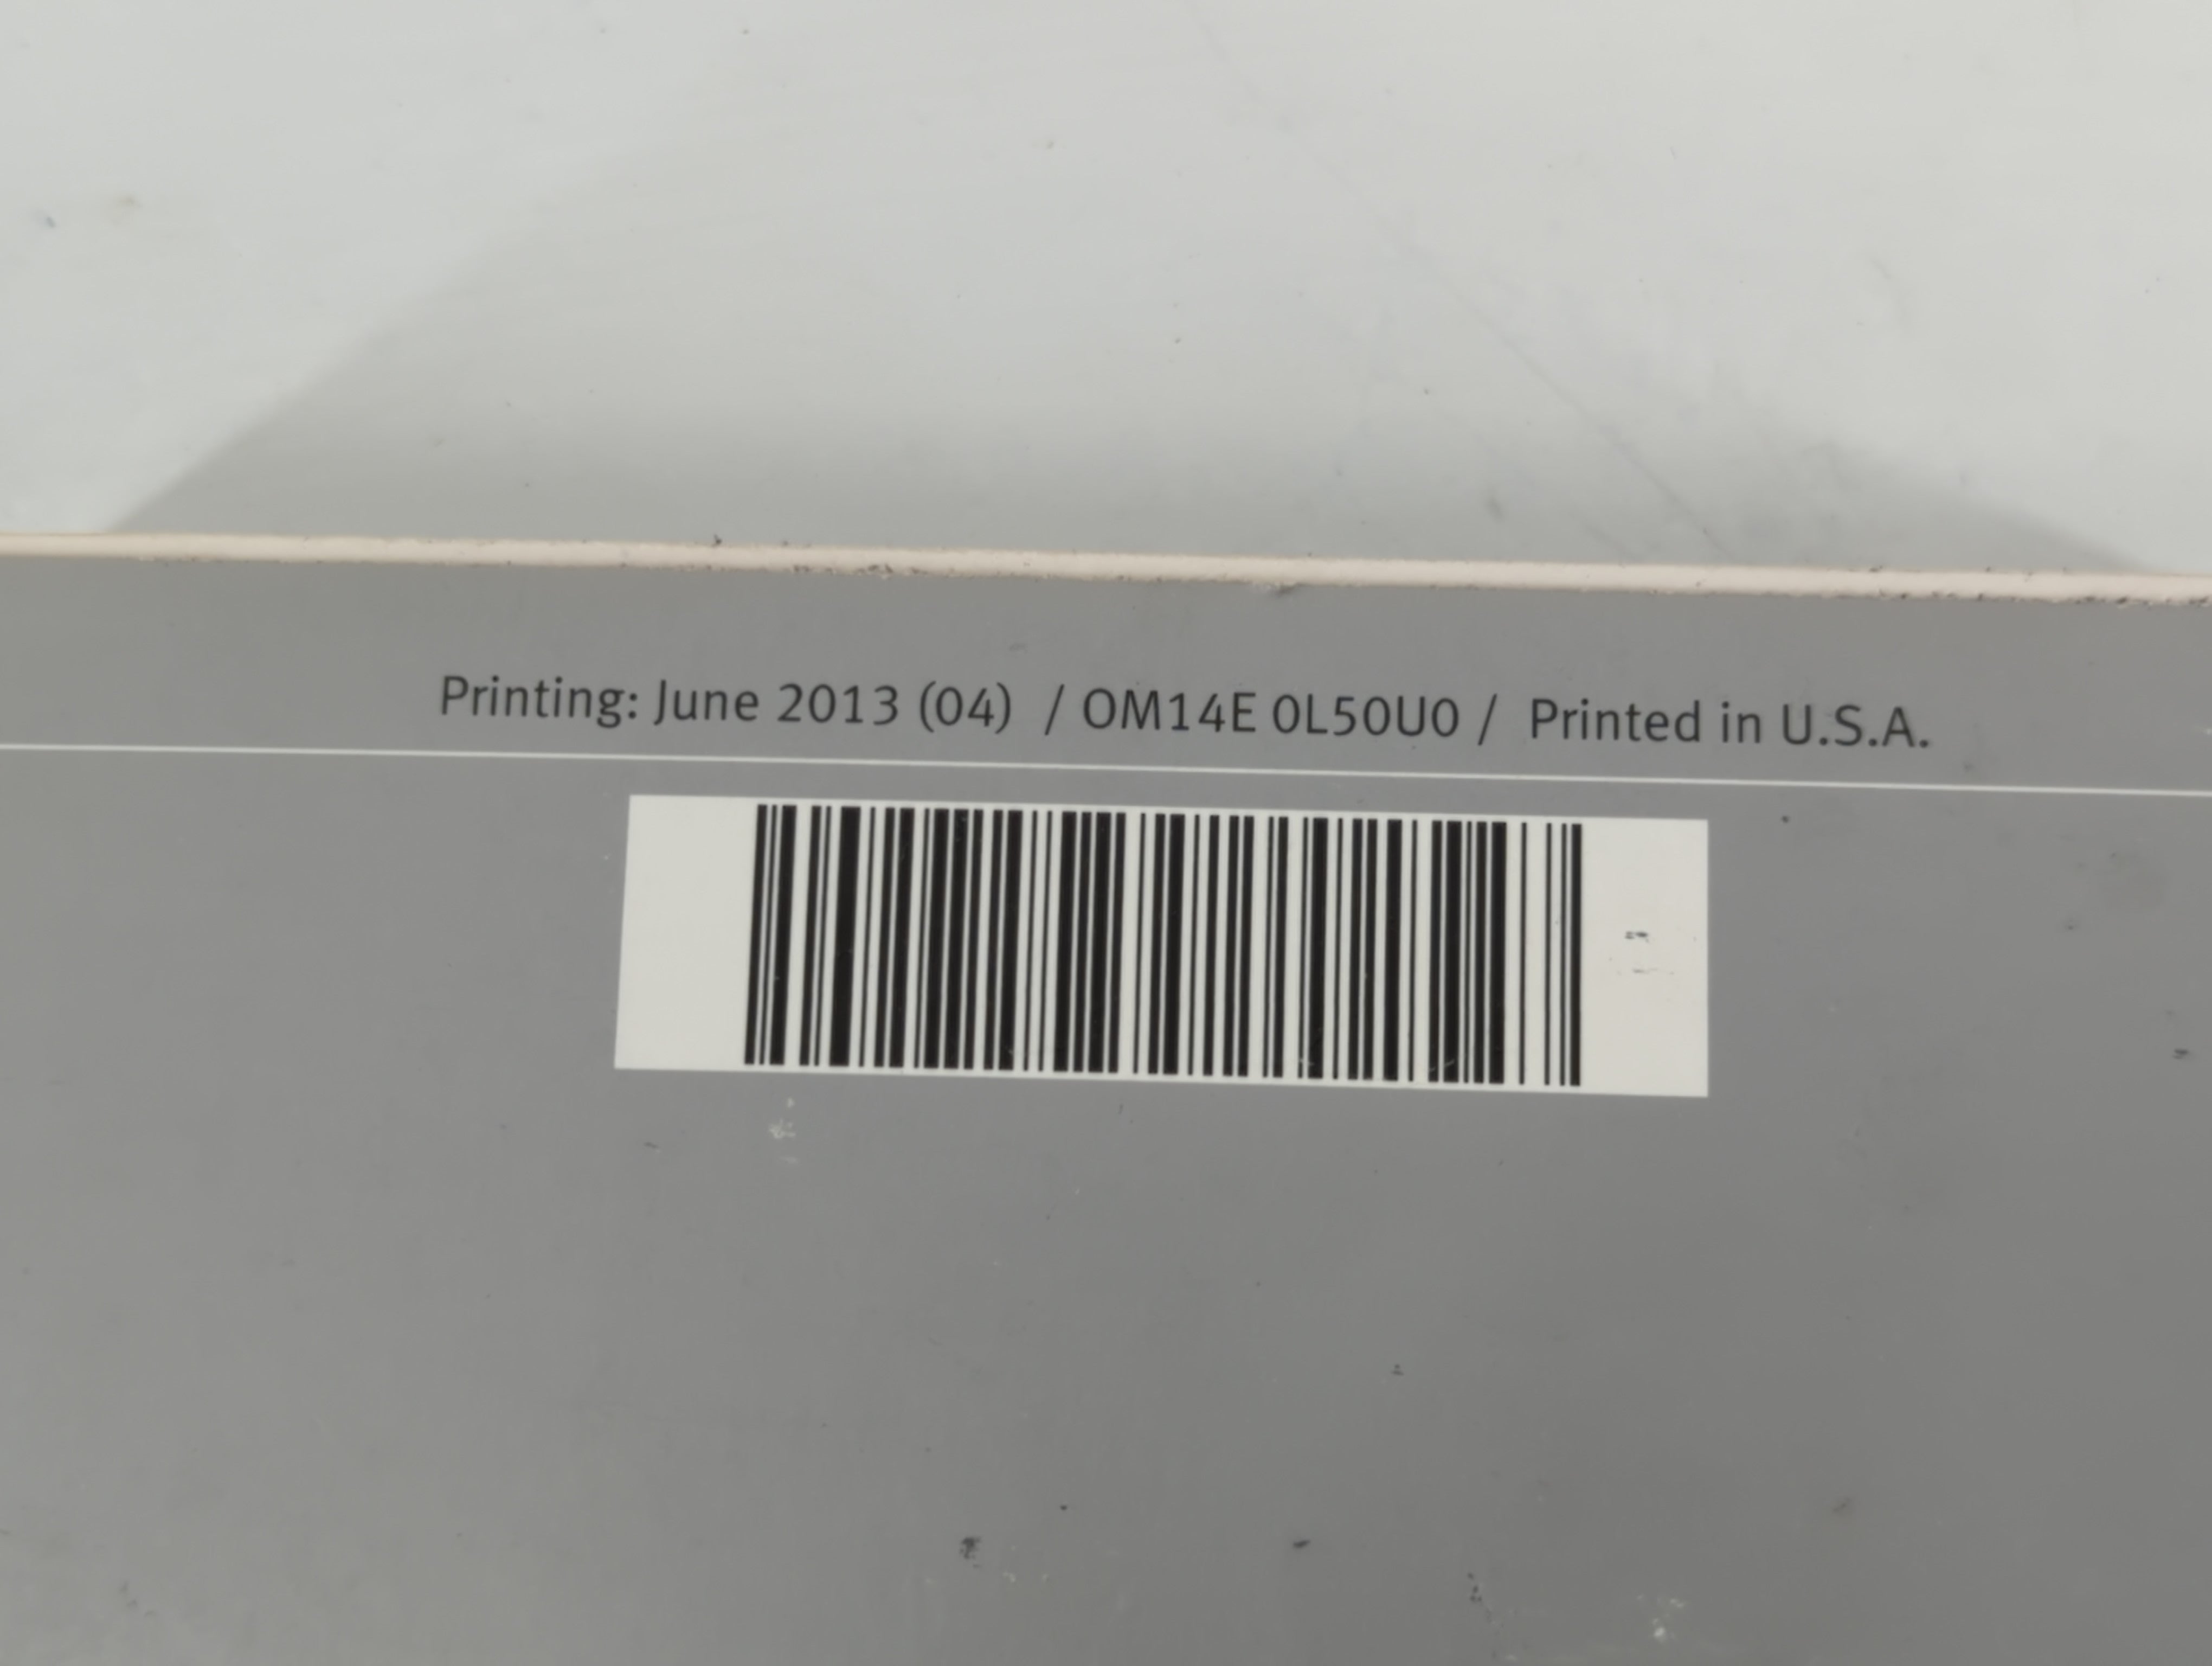 Printing: June 2013 (04) / OM14E 0L50U0 / Printed in U.S.A.